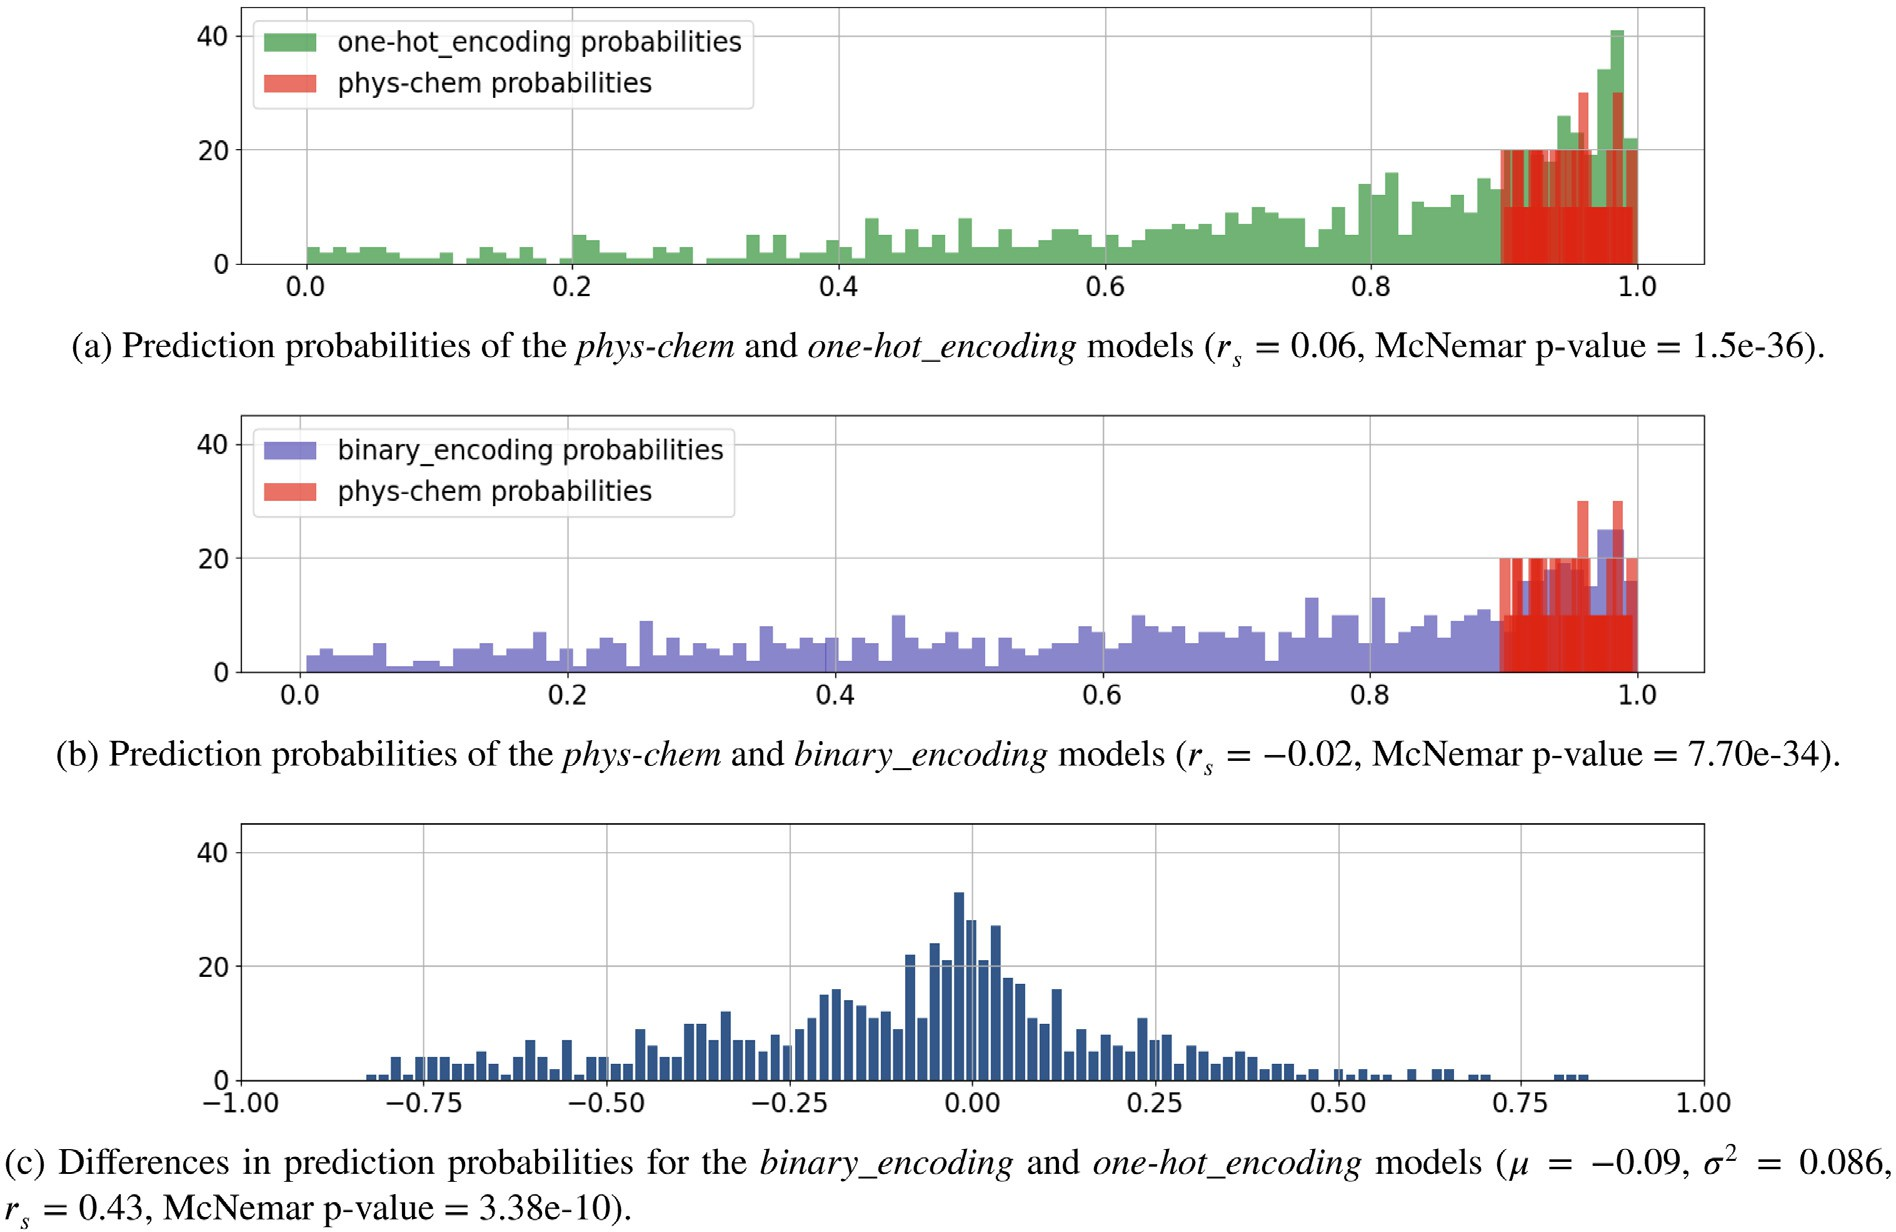 40
20
0
one-hot_encoding probabilities
phys-chem probabilities
0.0 0.2 0.4 0.6 0.8 1.0
(a) Prediction probabilities of the phys-chem and one-hot_encoding models (rs = 0.06, McNemar p-value = 1.5e-36).
40
20
0
binary_encoding probabilities
phys-chem probabilities
0.0 0.2 0.4 0.6 0.8 1.0
(b) Prediction probabilities of the phys-chem and binary_encoding models (rs = −0.02, McNemar p-value = 7.70e-34).
40
20
0
−1.00 −0.75 −0.50 −0.25 0.00 0.25 0.50 0.75 1.00
(c) Differences in prediction probabilities for the binary_encoding and one-hot_encoding models (μ = −0.09, σ² = 0.086,
rs = 0.43, McNemar p-value = 3.38e-10).